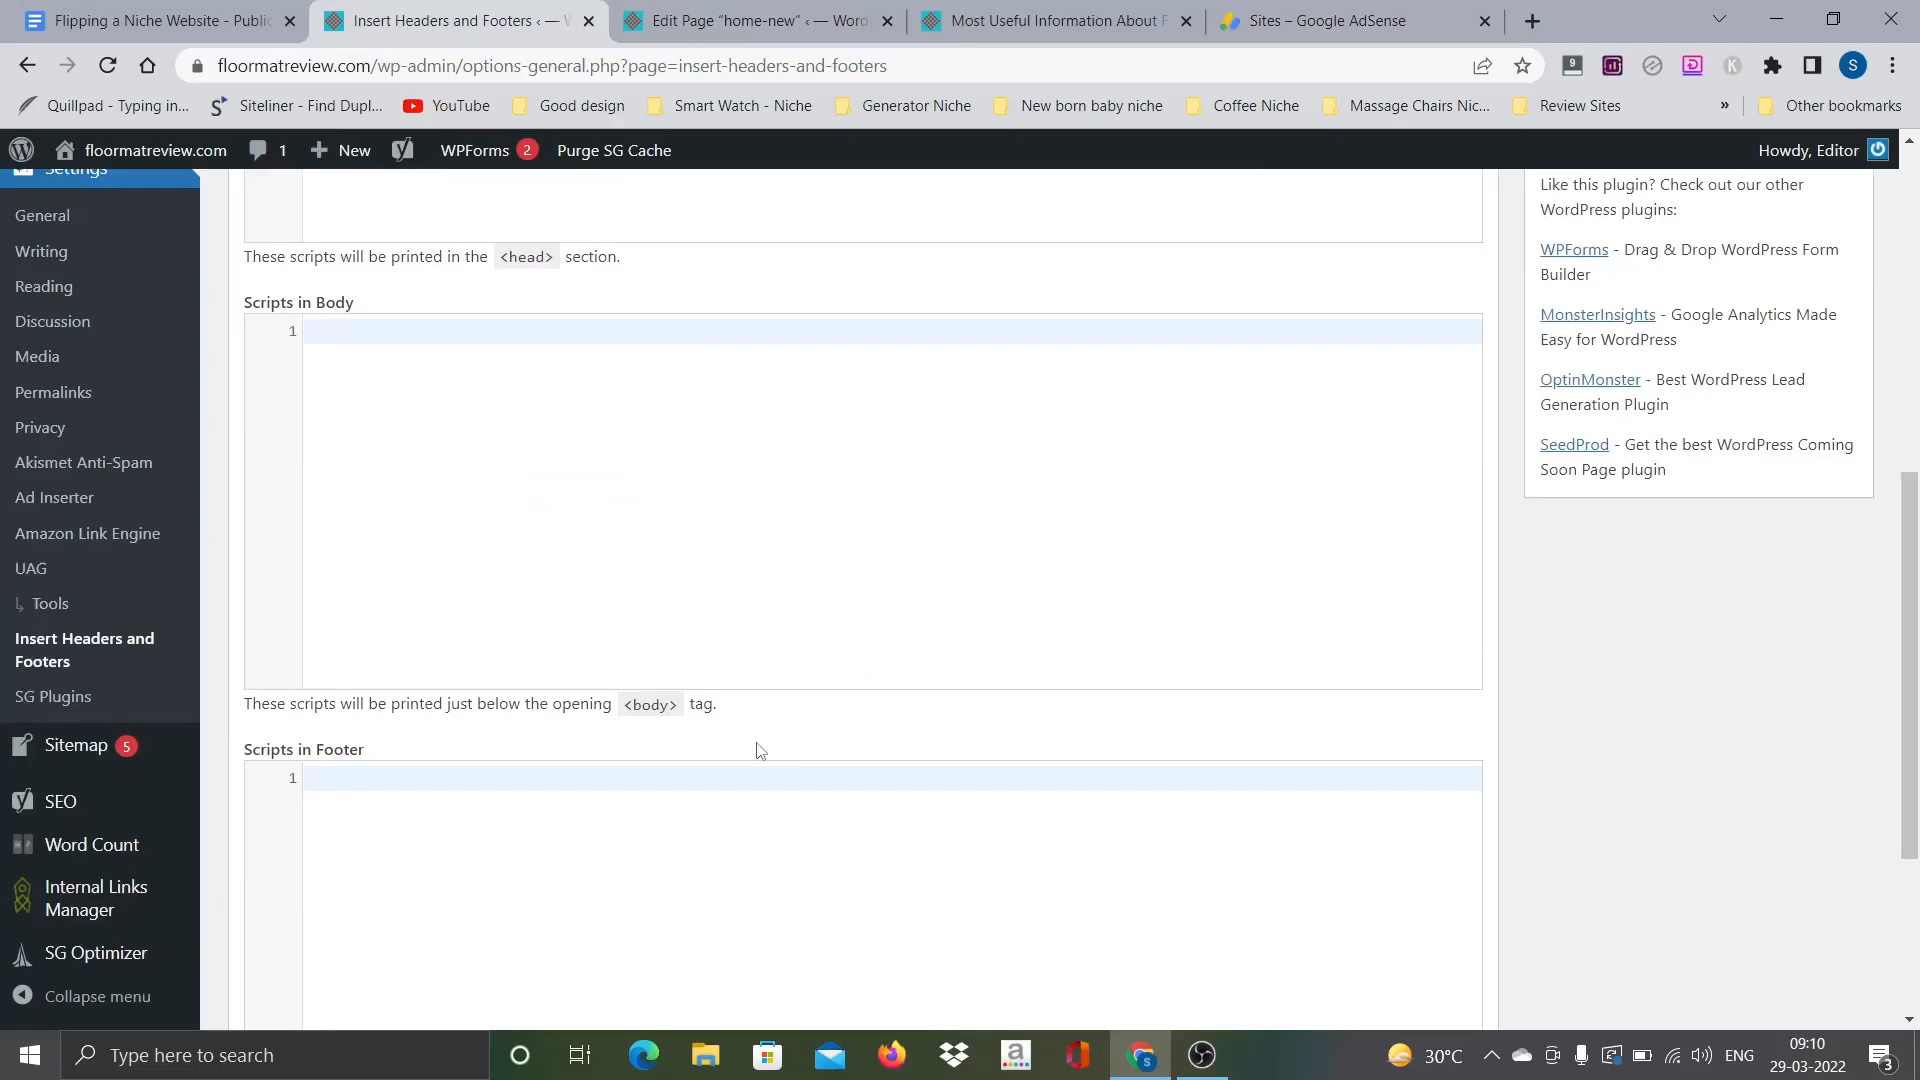 Flipping a Niche Website - Public
Insert Headers and Footers ‹ — W
Edit Page “home-new” ‹ — Word
Most Useful Information About F
Sites – Google AdSense
floormatreview.com/wp-admin/options-general.php?page=insert-headers-and-footers
9
K
S
Quillpad - Typing in...
Siteliner - Find Dupl...
YouTube
Good design
Smart Watch - Niche
Generator Niche
New born baby niche
Coffee Niche
Massage Chairs Nic...
Review Sites
»
Other bookmarks
floormatreview.com
1
New
WPForms 2
Purge SG Cache
Howdy, Editor
Settings
General
Writing
Reading
Discussion
Media
Permalinks
Privacy
Akismet Anti-Spam
Ad Inserter
Amazon Link Engine
UAG
Tools
Insert Headers and
Footers
SG Plugins
Sitemap 5
SEO
Word Count
Internal Links
Manager
SG Optimizer
Collapse menu
These scripts will be printed in the <head> section.
Scripts in Body
1
These scripts will be printed just below the opening <body> tag.
Scripts in Footer
1
Like this plugin? Check out our other
WordPress plugins:
WPForms - Drag & Drop WordPress Form
Builder
MonsterInsights - Google Analytics Made
Easy for WordPress
OptinMonster - Best WordPress Lead
Generation Plugin
SeedProd - Get the best WordPress Coming
Soon Page plugin
Type here to search
a
S
30°C
ENG
09:10
29-03-2022
3